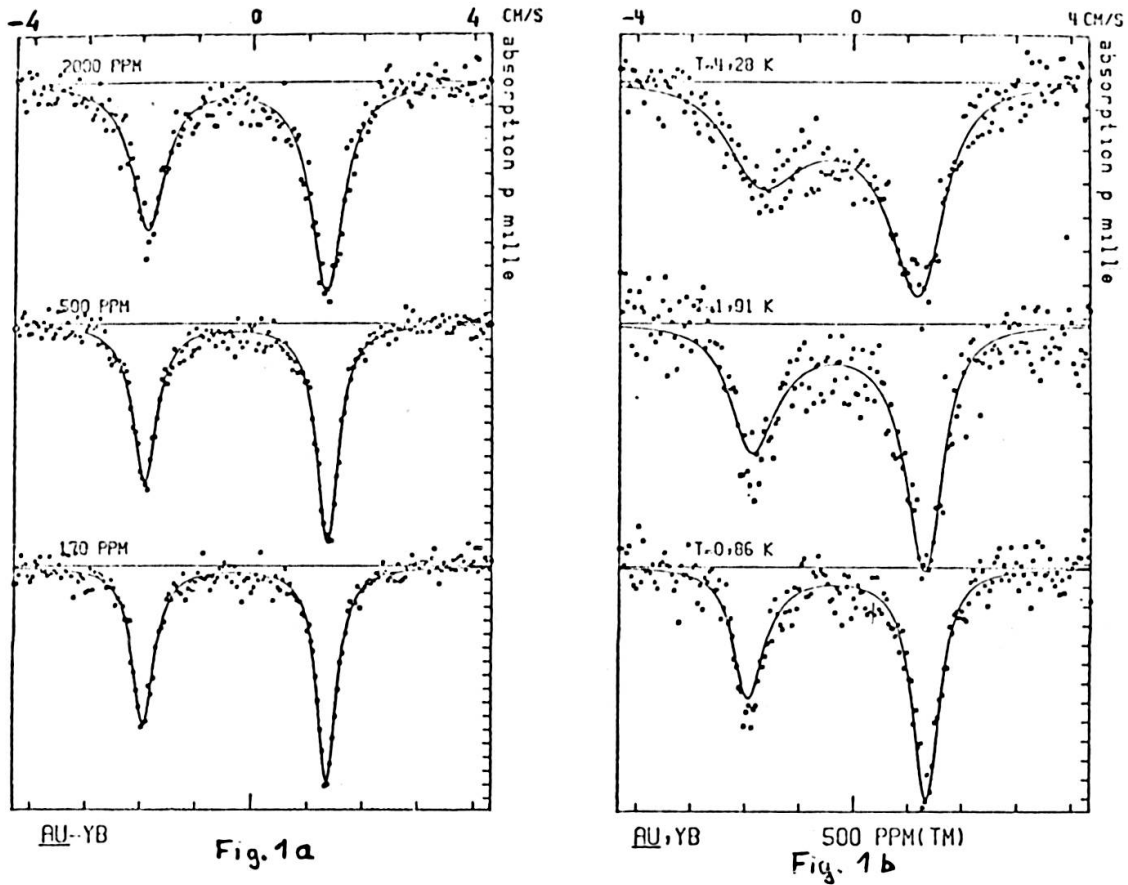 -4 0 4 CM/S
absorption p mille
2000 PPM
500 PPM
170 PPM
AU-YB
Fig. 1a
-4 0 4 CM/S
absorption p mille
T=4,28 K
T=1,91 K
T=0,86 K
AU,YB 500 PPM(TM)
Fig. 1b